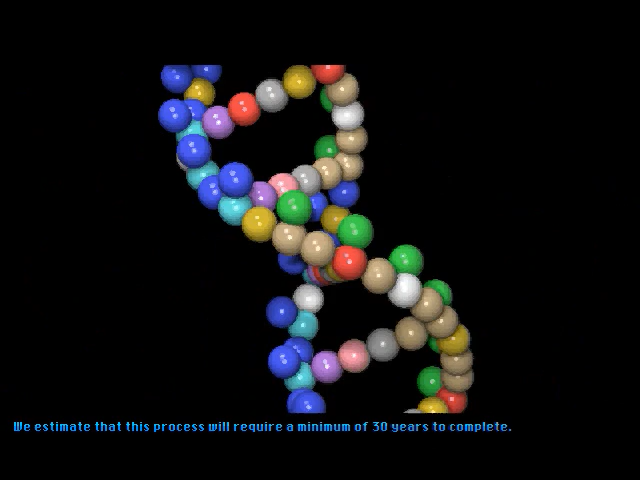 We estimate that this process will require a minimum of 30 years to complete.